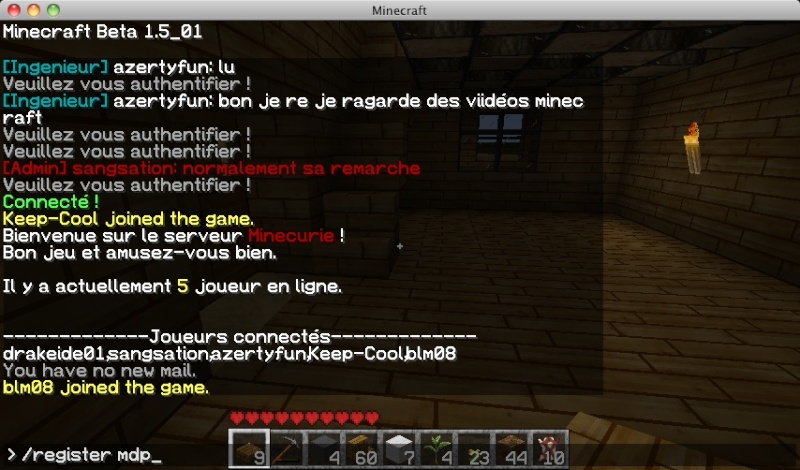 Minecraft
Minecraft Beta 1.5_01
[Ingenieur] azertyfun: lu
Veuillez vous authentifier !
[Ingenieur] azertyfun: bon je re je ragarde des viidéos minec
raft
Veuillez vous authentifier !
Veuillez vous authentifier !
[Admin] sangsation: normalement sa remarche
Veuillez vous authentifier !
Connecté !
Keep-Cool joined the game.
Bienvenue sur le serveur Minecurie !
Bon jeu et amusez-vous bien.
Il y a actuellement 5 joueur en ligne.
-------------Joueurs connectés-------------
drakeide01,sangsation,azertyfun,Keep-Cool,blm08
You have no new mail.
blm08 joined the game.
9 4 60 7 4 23 44 10
> /register mdp_